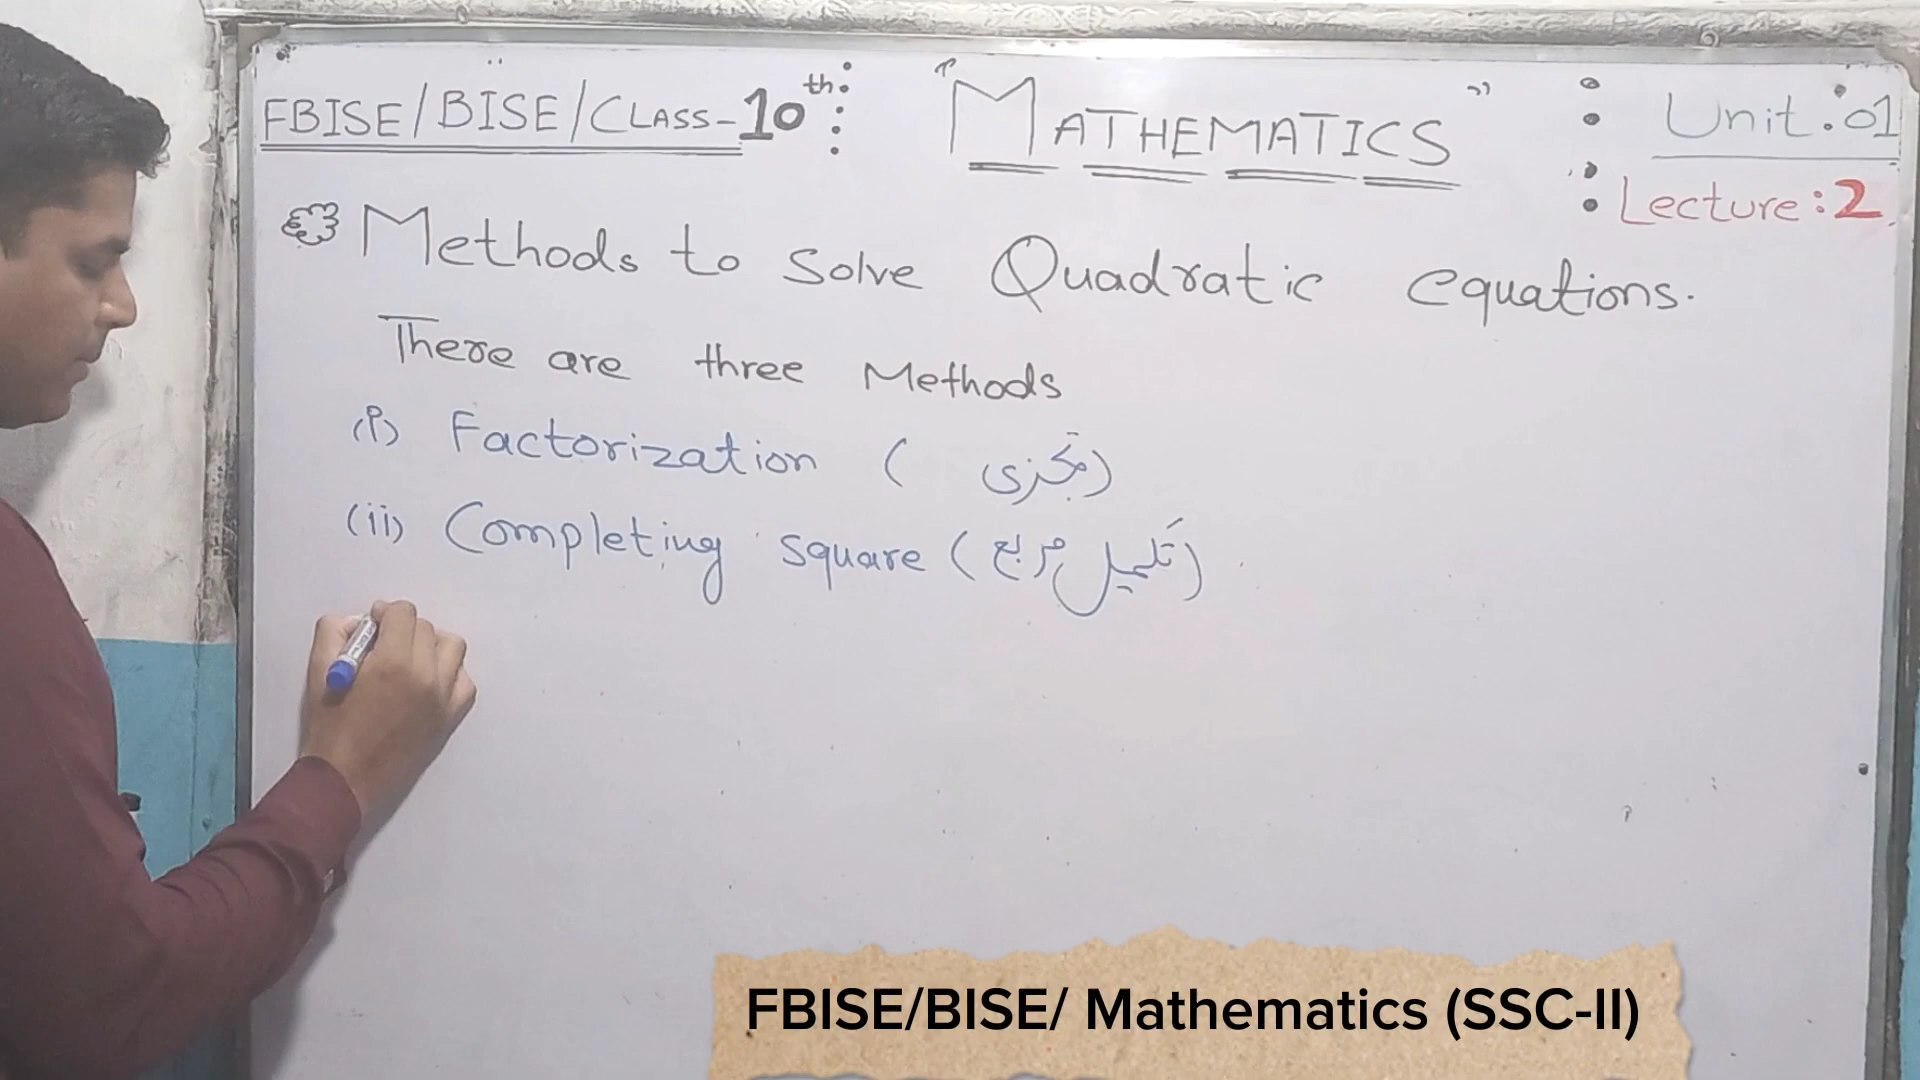 FBISE/BISE/CLASS-10th
"MATHEMATICS"
Unit:01
Lecture:2
Methods to Solve Quadratic equations.
There are three Methods
(i) Factorization (تجزی)
(ii) Completing square (تکمیل مربع)
FBISE/BISE/ Mathematics (SSC-II)